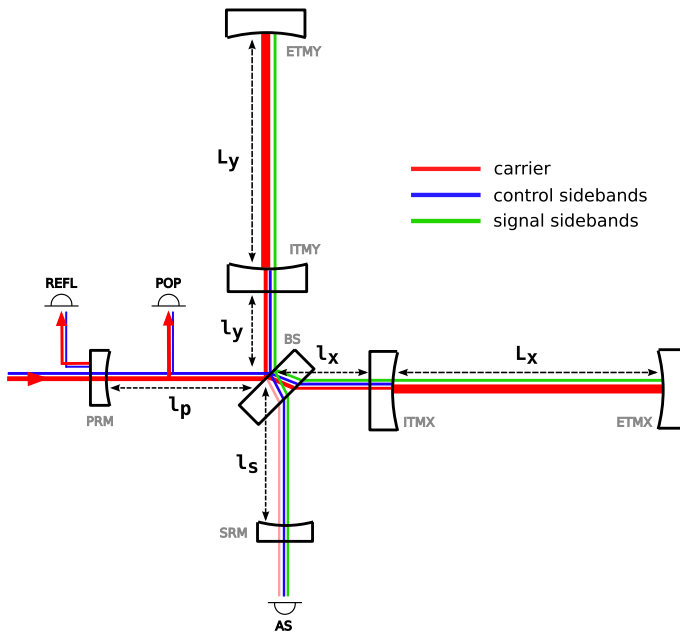 ETMY
Ly
carrier
control sidebands
signal sidebands
ITMY
REFL
POP
ly
BS
lx
Lx
lp
PRM
ITMX
ETMX
ls
SRM
AS